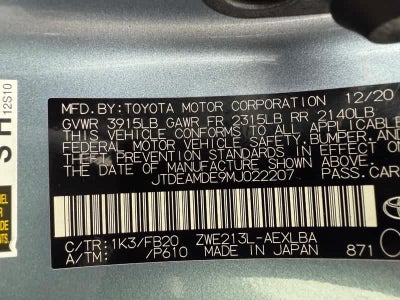 MFD. BY: TOYOTA MOTOR CORPORATION 12/20
GVWR 3915LB GAWR FR 2315LB RR 2140LB
THIS VEHICLE CONFORMS TO ALL APPLICABLE
FEDERAL MOTOR VEHICLE SAFETY, BUMPER, AND
THEFT PREVENTION STANDARDS IN EFFECT ON
THE DATE OF MANUFACTURE SHOWN ABOVE.
JTDEAMDE9MJ022207 PASS.CAR
C/TR: 1K3/FB20 ZWE213L-AEXLBA
A/TM: /P610 MADE IN JAPAN 871
12S10